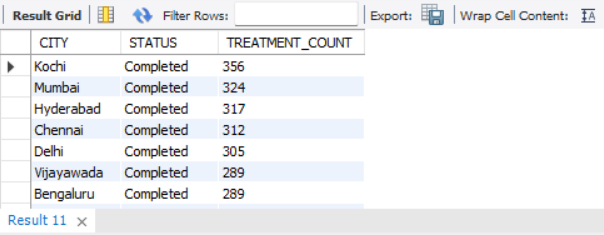 Result Grid Filter Rows: Export: Wrap Cell Content: IA
CITY STATUS TREATMENT_COUNT
Kochi Completed 356
Mumbai Completed 324
Hyderabad Completed 317
Chennai Completed 312
Delhi Completed 305
Vijayawada Completed 289
Bengaluru Completed 289
Result 11 ×